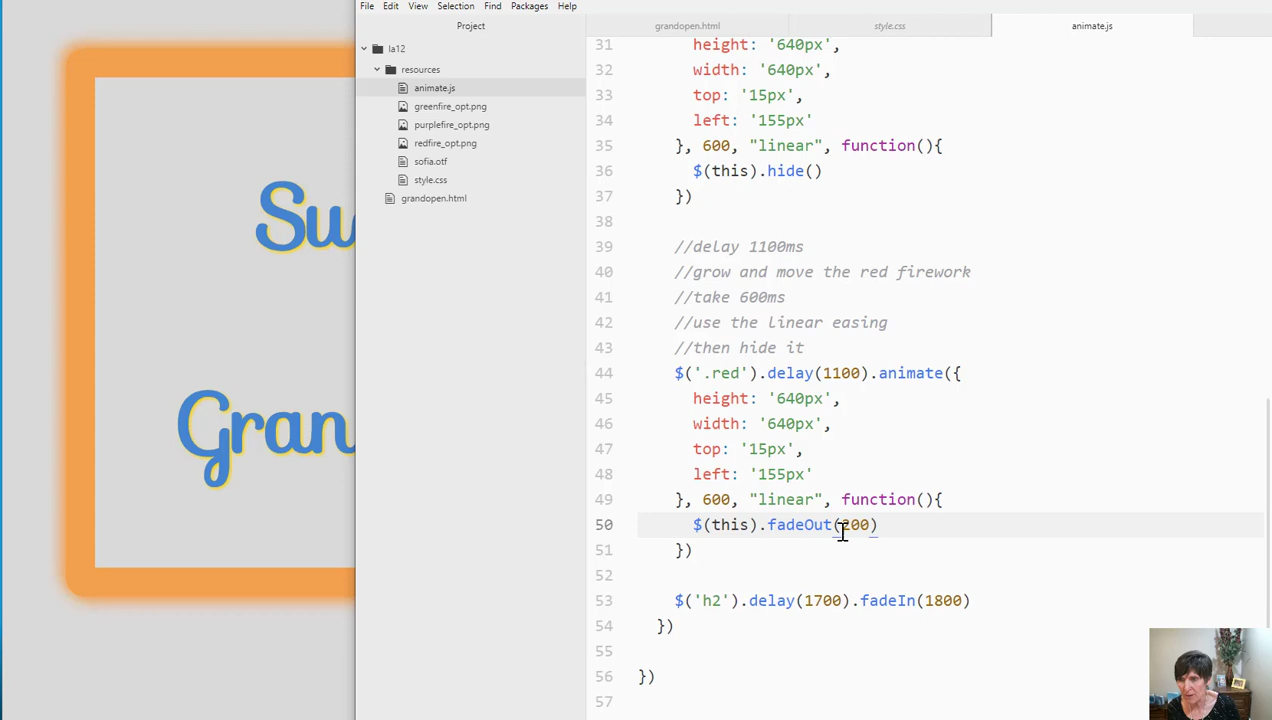 File Edit View Selection Find Packages Help
Project
grandopen.html style.css animate.js
la12
resources
animate.js
greenfire_opt.png
purplefire_opt.png
redfire_opt.png
sofia.otf
style.css
grandopen.html
Gran
31 height: '640px',
32 width: '640px',
33 top: '15px',
34 left: '155px'
35 }, 600, "linear", function(){
36 $(this).hide()
37 })
38
39 //delay 1100ms
40 //grow and move the red firework
41 //take 600ms
42 //use the linear easing
43 //then hide it
44 $('.red').delay(1100).animate({
45 height: '640px',
46 width: '640px',
47 top: '15px',
48 left: '155px'
49 }, 600, "linear", function(){
50 $(this).fadeOut(200)
51 })
52
53 $('h2').delay(1700).fadeIn(1800)
54 })
55
56 })
57